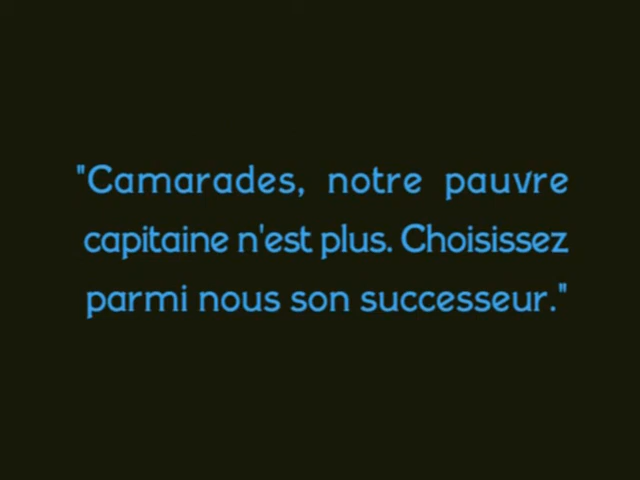 "Camarades, notre pauvre
capitaine n'est plus. Choisissez
parmi nous son successeur."